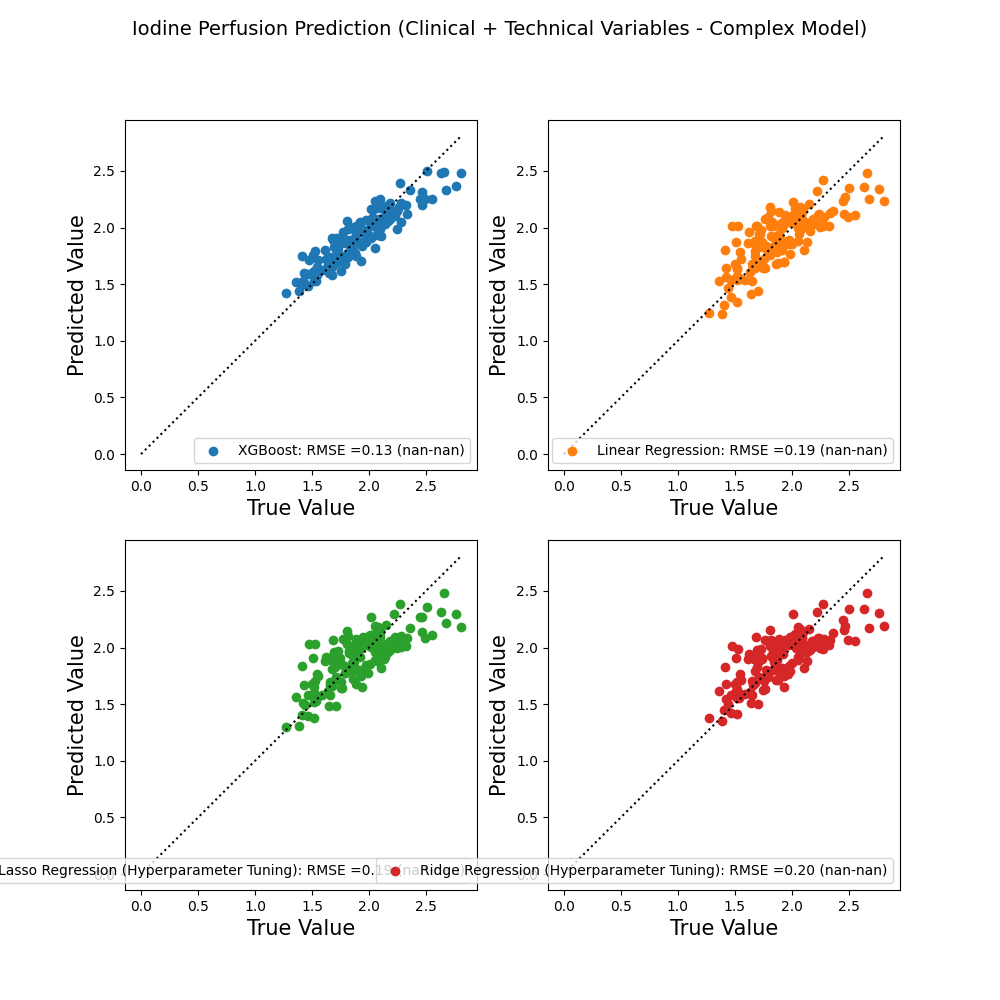 Iodine Perfusion Prediction (Clinical + Technical Variables - Complex Model)
2.5
2.0
1.5
1.0
0.5
0.0
Predicted Value
XGBoost: RMSE =0.13 (nan-nan)
0.0 0.5 1.0 1.5 2.0 2.5
True Value
2.5
2.0
1.5
1.0
0.5
0.0
Predicted Value
Linear Regression: RMSE =0.19 (nan-nan)
0.0 0.5 1.0 1.5 2.0 2.5
True Value
2.5
2.0
1.5
1.0
0.5
0.0
Predicted Value
Lasso Regression (Hyperparameter Tuning): RMSE =0.19 (nan-nan)
0.0 0.5 1.0 1.5 2.0 2.5
True Value
2.5
2.0
1.5
1.0
0.5
0.0
Predicted Value
Ridge Regression (Hyperparameter Tuning): RMSE =0.20 (nan-nan)
0.0 0.5 1.0 1.5 2.0 2.5
True Value